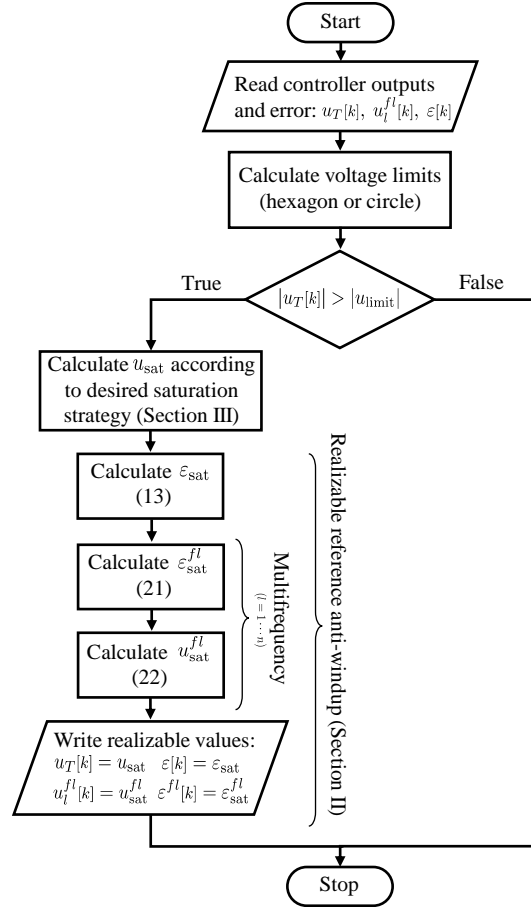 Start
Read controller outputs
and error: u_T[k], u_l^{fl}[k], ε[k]
Calculate voltage limits
(hexagon or circle)
|u_T[k]| > |u_limit|
True
False
Calculate u_sat according
to desired saturation
strategy (Section III)
Calculate ε_sat
(13)
Calculate ε_sat^{fl}
(21)
Calculate u_sat^{fl}
(22)
Multifrequency
(l = 1 ⋯ n)
Realizable reference anti-windup (Section II)
Write realizable values:
u_T[k] = u_sat ε[k] = ε_sat
u_l^{fl}[k] = u_sat^{fl} ε^{fl}[k] = ε_sat^{fl}
Stop